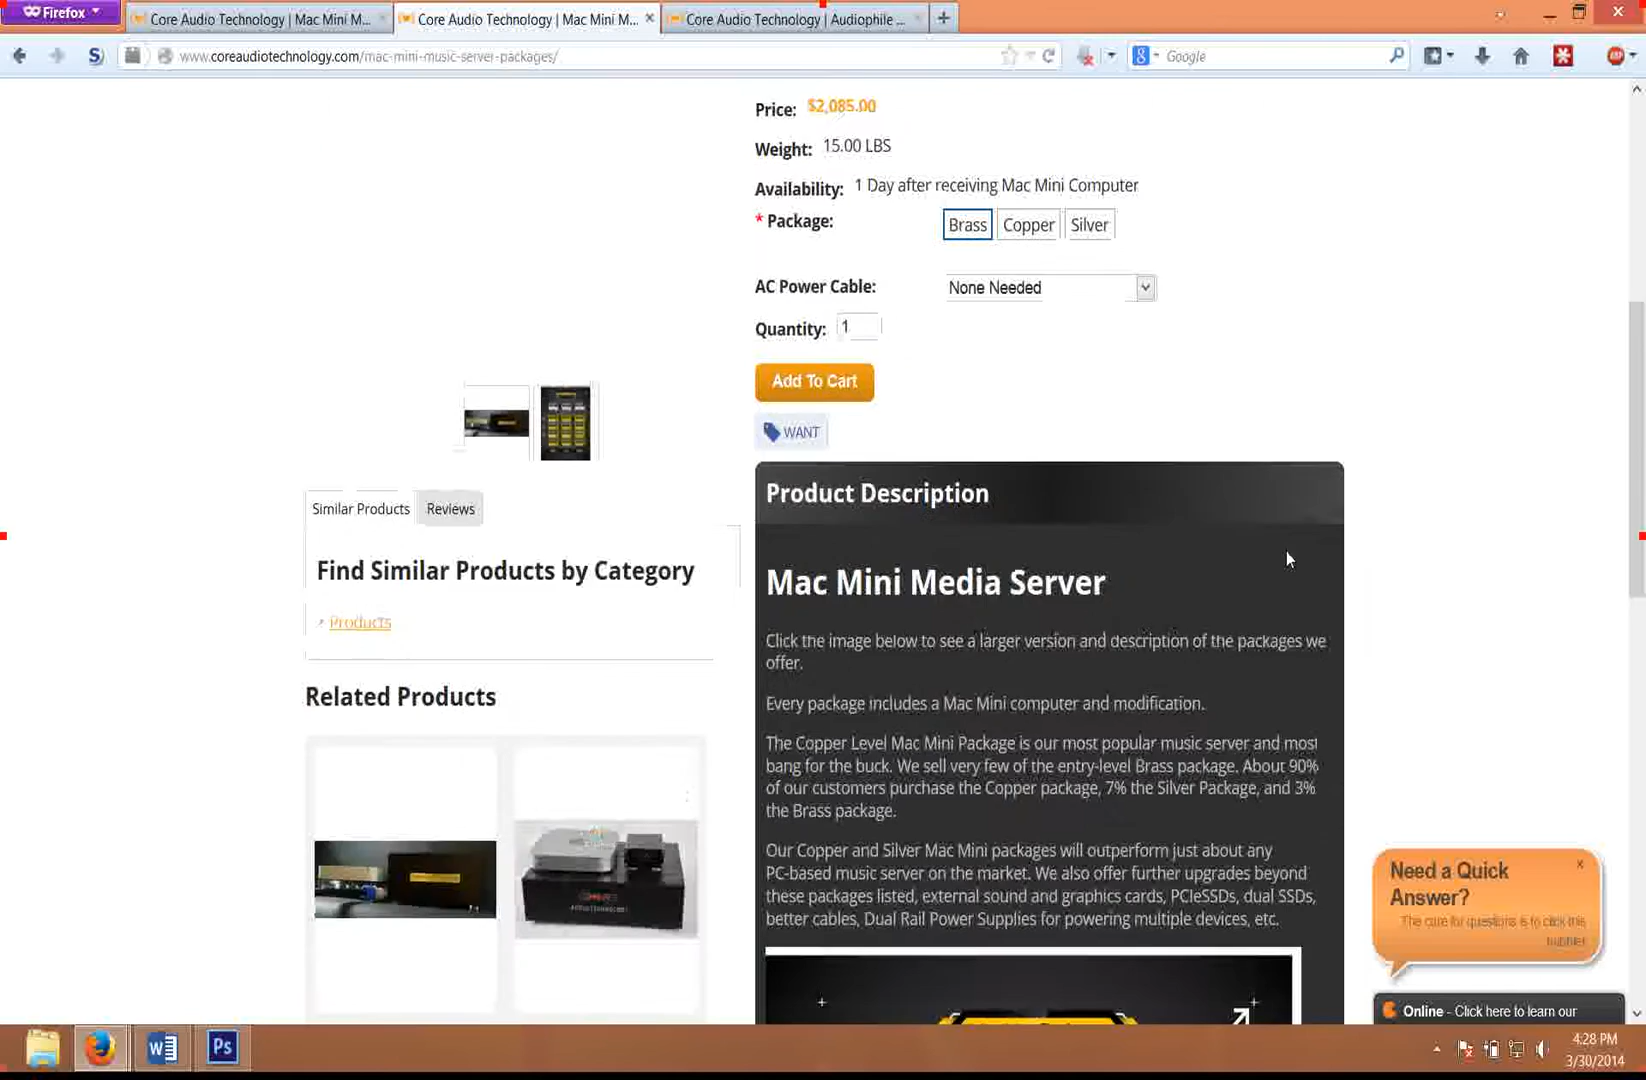 Firefox
Core Audio Technology | Mac Mini M...
Core Audio Technology | Mac Mini M...
Core Audio Technology | Audiophile ...
www.coreaudiotechnology.com/mac-mini-music-server-packages/
Google
Price: $2,085.00
Weight: 15.00 LBS
Availability: 1 Day after receiving Mac Mini Computer
* Package: Brass Copper Silver
AC Power Cable: None Needed
Quantity: 1
Add To Cart
WANT
Similar Products Reviews
Find Similar Products by Category
Products
Related Products
Product Description
Mac Mini Media Server
Click the image below to see a larger version and description of the packages we
offer.
Every package includes a Mac Mini computer and modification.
The Copper Level Mac Mini Package is our most popular music server and most
bang for the buck. We sell very few of the entry-level Brass package. About 90%
of our customers purchase the Copper package, 7% the Silver Package, and 3%
the Brass package.
Our Copper and Silver Mac Mini packages will outperform just about any
PC-based music server on the market. We also offer further upgrades beyond
these packages listed, external sound and graphics cards, PCIeSSDs, dual SSDs,
better cables, Dual Rail Power Supplies for powering multiple devices, etc.
Need a Quick
Answer?
The cure for questions is to click this
Online - Click here to learn our
Ps
4:28 PM
3/30/2014